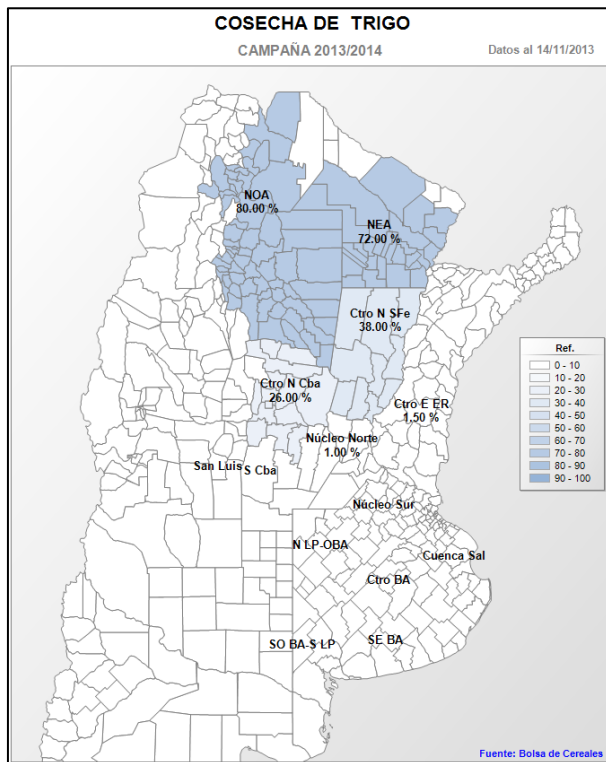 COSECHA DE TRIGO
CAMPAÑA 2013/2014
Datos al 14/11/2013
NOA
80.00 %
NEA
72.00 %
Ctro N SFe
38.00 %
Ref.
0 - 10
10 - 20
20 - 30
30 - 40
40 - 50
50 - 60
60 - 70
70 - 80
80 - 90
90 - 100
Ctro N Cba
26.00 %
Ctro E ER
1.50 %
Núcleo Norte
1.00 %
San Luis
S Cba
Núcleo Sur
N LP-OBA
Cuenca Sal
Ctro BA
SO BA-S LP
SE BA
Fuente: Bolsa de Cereales